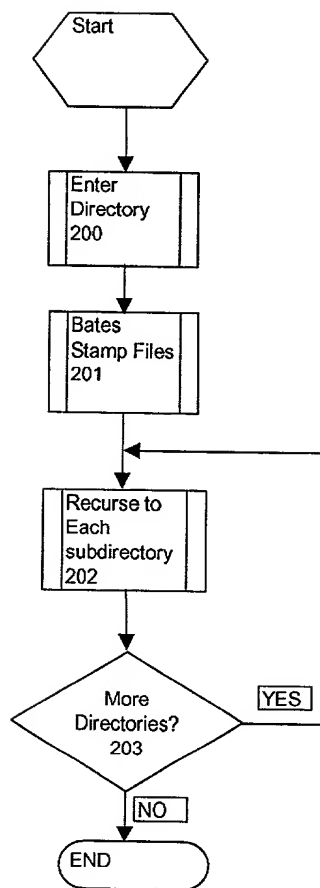 Start
Enter
Directory
200
Bates
Stamp Files
201
Recurse to
Each
subdirectory
202
More
Directories?
203
YES
NO
END